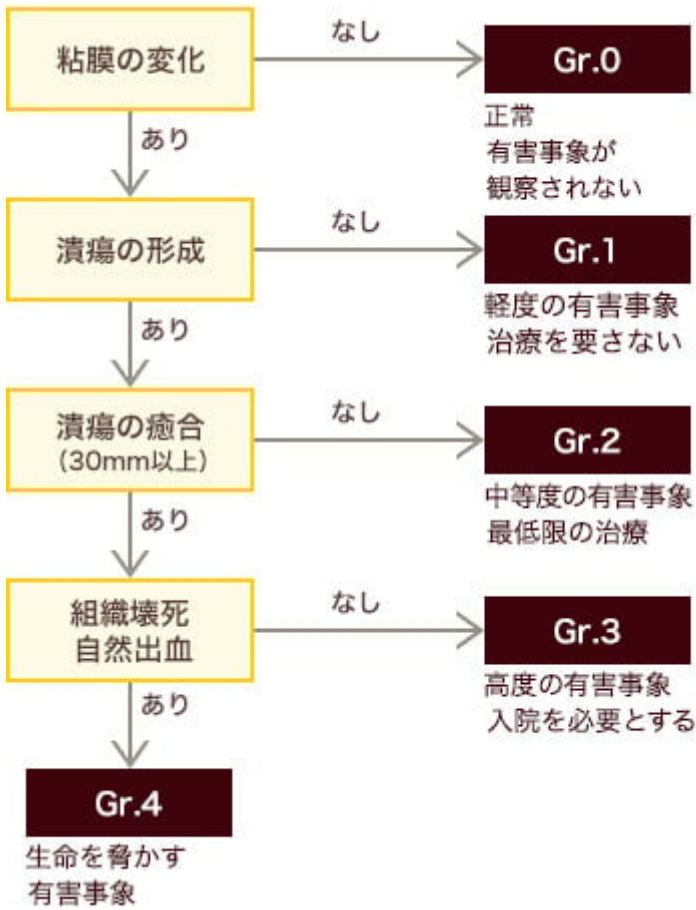 粘膜の変化
なし
Gr.0
正常
有害事象が
観察されない
あり
潰瘍の形成
なし
Gr.1
軽度の有害事象
治療を要さない
あり
潰瘍の癒合
（30mm以上）
なし
Gr.2
中等度の有害事象
最低限の治療
あり
組織壊死
自然出血
なし
Gr.3
高度の有害事象
入院を必要とする
あり
Gr.4
生命を脅かす
有害事象